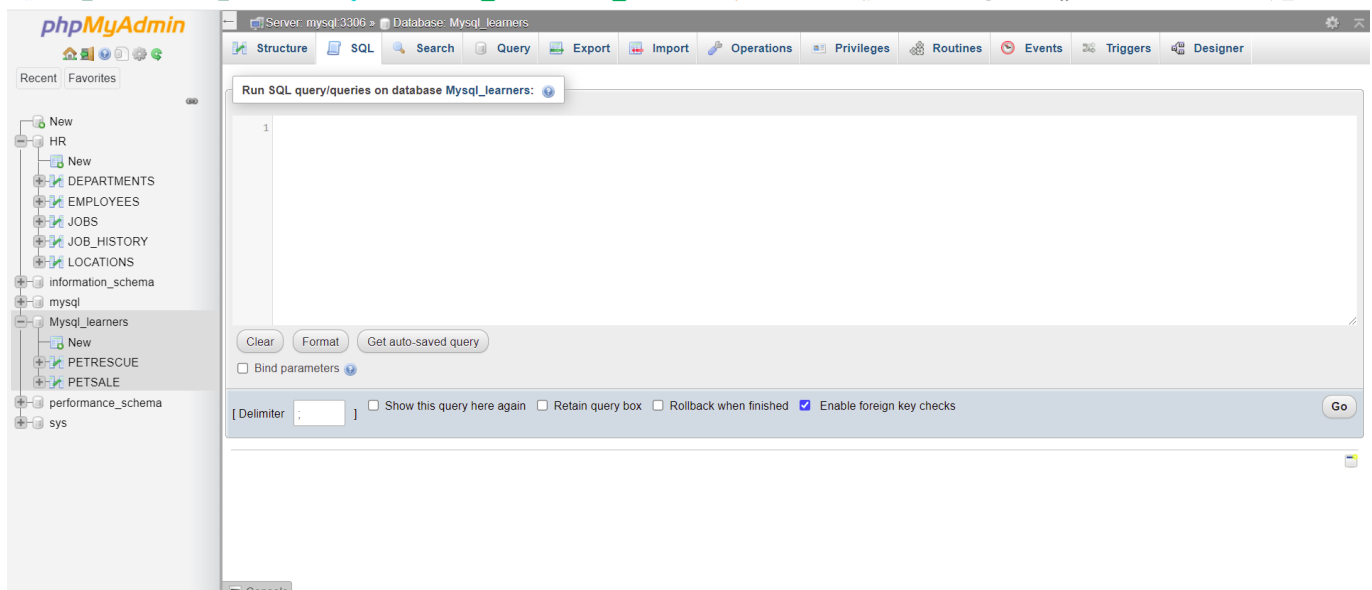 phpMyAdmin
Recent Favorites
New
HR
New
DEPARTMENTS
EMPLOYEES
JOBS
JOB_HISTORY
LOCATIONS
information_schema
mysql
Mysql_learners
New
PETRESCUE
PETSALE
performance_schema
sys
Server: mysql:3306 » Database: Mysql_learners
Structure SQL Search Query Export Import Operations Privileges Routines Events Triggers Designer
Run SQL query/queries on database Mysql_learners:
1
Clear Format Get auto-saved query
Bind parameters
[ Delimiter ; ] Show this query here again Retain query box Rollback when finished Enable foreign key checks Go
Console